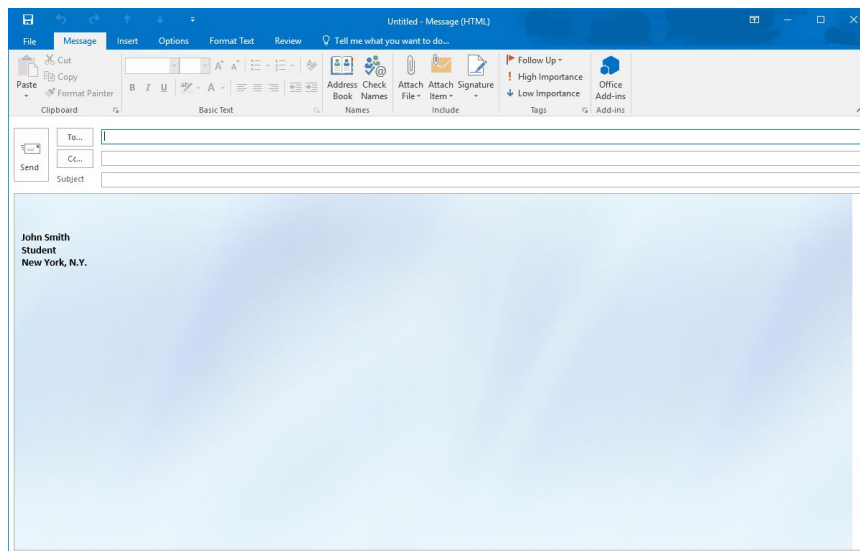 Untitled - Message (HTML)
File Message Insert Options Format Text Review Tell me what you want to do...
Cut
Copy
Format Painter
Paste
Clipboard
B I U A
Basic Text
Address Book
Check Names
Names
Attach File
Attach Item
Signature
Include
Follow Up
High Importance
Low Importance
Tags
Office Add-ins
Add-ins
Send
To...
Cc...
Subject
John Smith
Student
New York, N.Y.